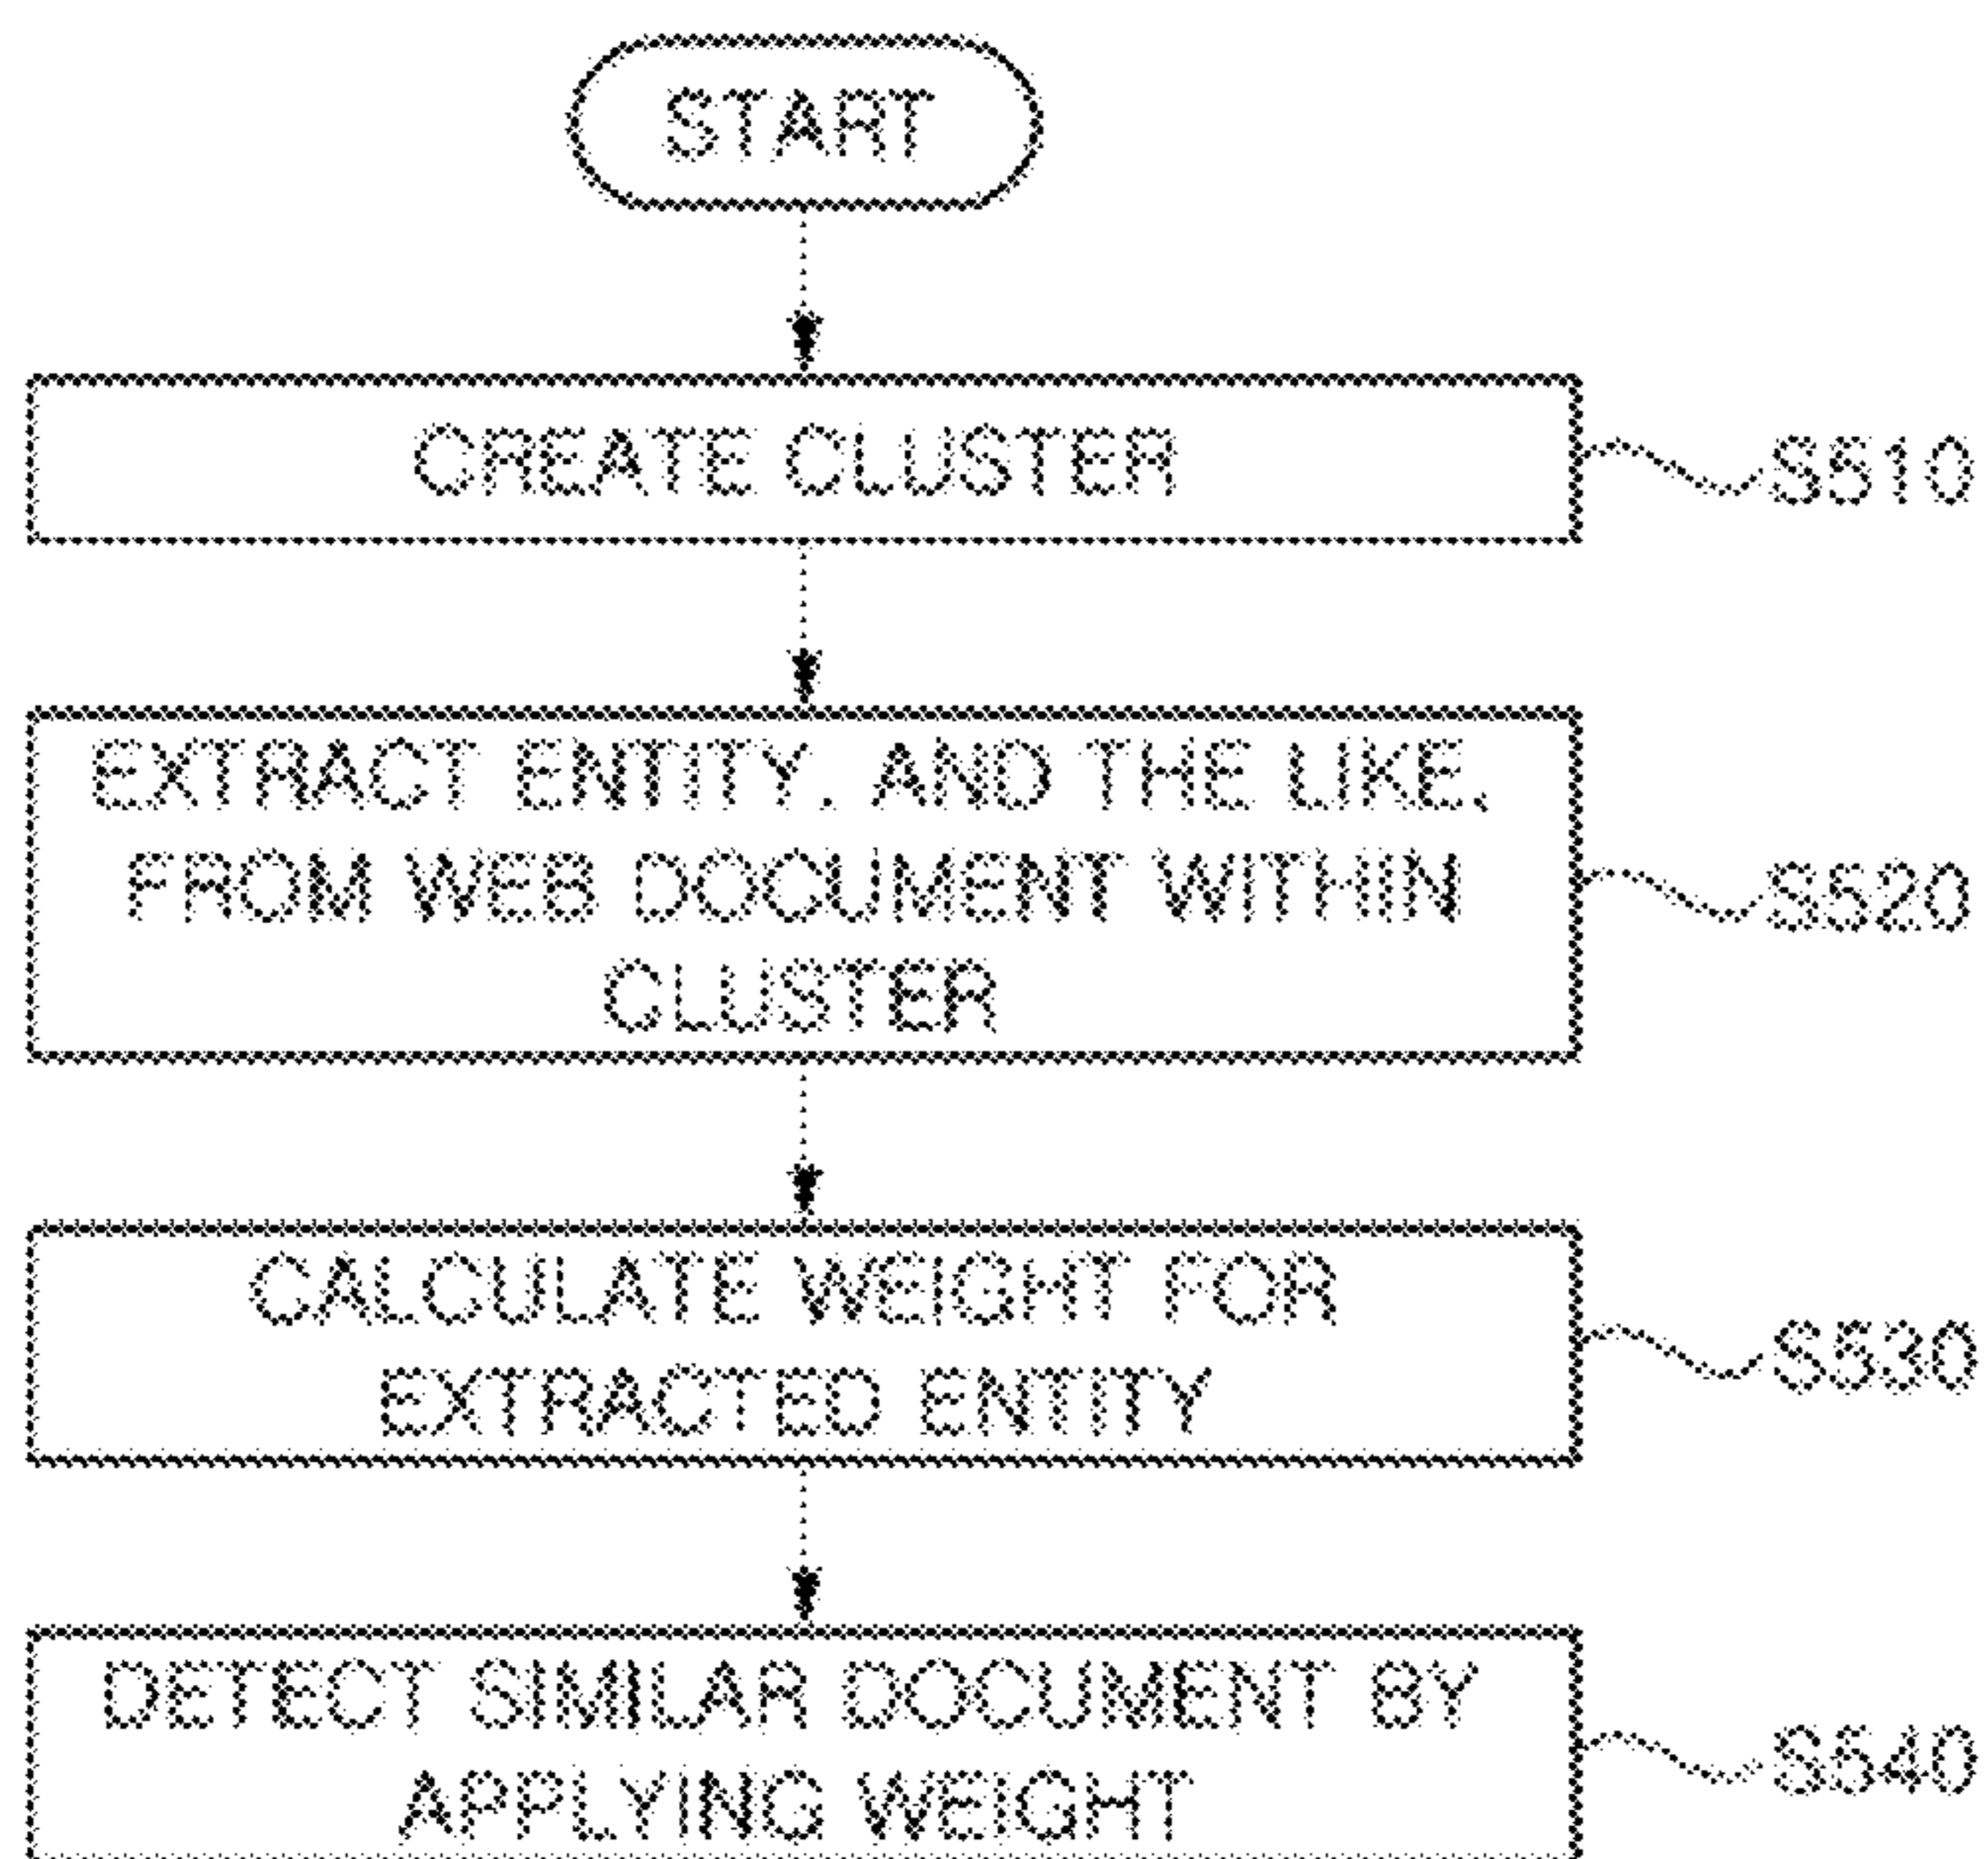 START
CREATE CLUSTER
S510
EXTRACT ENTITY, AND THE LIKE,
FROM WEB DOCUMENT WITHIN
CLUSTER
S520
CALCULATE WEIGHT FOR
EXTRACTED ENTITY
S530
DETECT SIMILAR DOCUMENT BY
APPLYING WEIGHT
S540